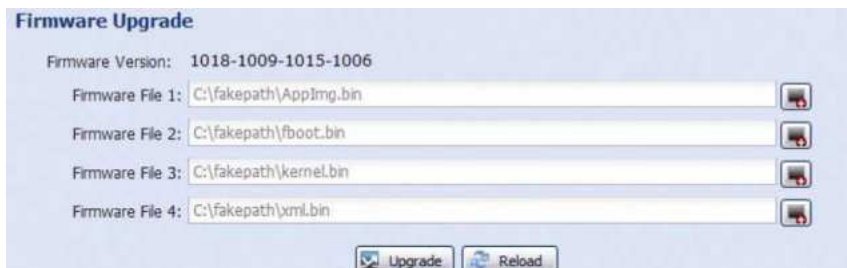 Firmware Upgrade
Firmware Version: 1018-1009-1015-1006
Firmware File 1: C:\fakepath\AppImg.bin
Firmware File 2: C:\fakepath\fboot.bin
Firmware File 3: C:\fakepath\kernel.bin
Firmware File 4: C:\fakepath\xml.bin
Upgrade Reload